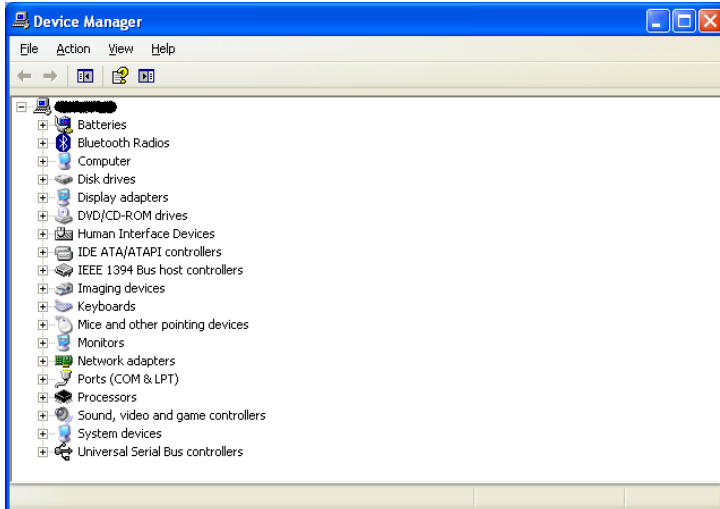 Device Manager
File Action View Help
Batteries
Bluetooth Radios
Computer
Disk drives
Display adapters
DVD/CD-ROM drives
Human Interface Devices
IDE ATA/ATAPI controllers
IEEE 1394 Bus host controllers
Imaging devices
Keyboards
Mice and other pointing devices
Monitors
Network adapters
Ports (COM & LPT)
Processors
Sound, video and game controllers
System devices
Universal Serial Bus controllers